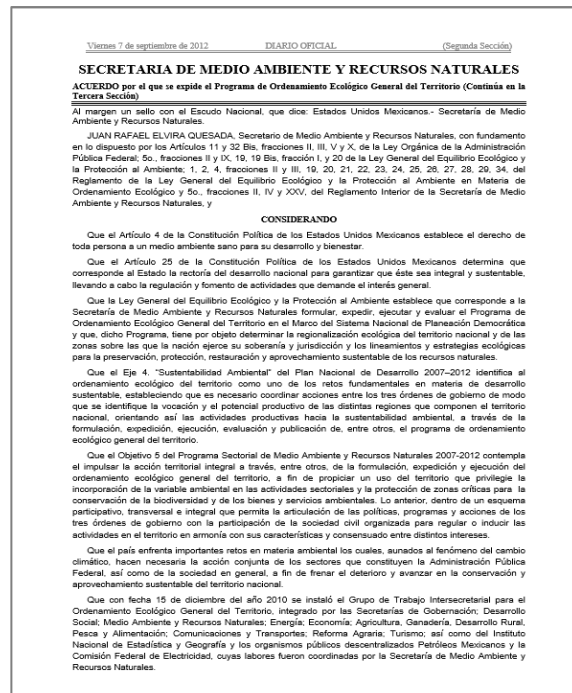 Viernes 7 de septiembre de 2012 DIARIO OFICIAL (Segunda Sección)
SECRETARIA DE MEDIO AMBIENTE Y RECURSOS NATURALES
ACUERDO por el que se expide el Programa de Ordenamiento Ecológico General del Territorio (Continúa en la
Tercera Sección)
Al margen un sello con el Escudo Nacional, que dice: Estados Unidos Mexicanos.- Secretaría de Medio
Ambiente y Recursos Naturales.
JUAN RAFAEL ELVIRA QUESADA, Secretario de Medio Ambiente y Recursos Naturales, con fundamento
en lo dispuesto por los Artículos 11 y 32 Bis, fracciones II, III, V y X, de la Ley Orgánica de la Administración
Pública Federal; 5o., fracciones II y IX, 19, 19 Bis, fracción I, y 20 de la Ley General del Equilibrio Ecológico y
la Protección al Ambiente; 1, 2, 4, fracciones II y III, 19, 20, 21, 22, 23, 24, 25, 26, 27, 28, 29, 34, del
Reglamento de la Ley General del Equilibrio Ecológico y la Protección al Ambiente en Materia de
Ordenamiento Ecológico y 5o., fracciones II, IV y XXV, del Reglamento Interior de la Secretaría de Medio
Ambiente y Recursos Naturales, y
CONSIDERANDO
Que el Artículo 4 de la Constitución Política de los Estados Unidos Mexicanos establece el derecho de
toda persona a un medio ambiente sano para su desarrollo y bienestar.
Que el Artículo 25 de la Constitución Política de los Estados Unidos Mexicanos determina que
corresponde al Estado la rectoría del desarrollo nacional para garantizar que éste sea integral y sustentable,
llevando a cabo la regulación y fomento de actividades que demande el interés general.
Que la Ley General del Equilibrio Ecológico y la Protección al Ambiente establece que corresponde a la
Secretaría de Medio Ambiente y Recursos Naturales formular, expedir, ejecutar y evaluar el Programa de
Ordenamiento Ecológico General del Territorio en el Marco del Sistema Nacional de Planeación Democrática
y que, dicho Programa, tiene por objeto determinar la regionalización ecológica del territorio nacional y de las
zonas sobre las que la nación ejerce su soberanía y jurisdicción y los lineamientos y estrategias ecológicas
para la preservación, protección, restauración y aprovechamiento sustentable de los recursos naturales.
Que el Eje 4. "Sustentabilidad Ambiental" del Plan Nacional de Desarrollo 2007–2012 identifica al
ordenamiento ecológico del territorio como uno de los retos fundamentales en materia de desarrollo
sustentable, estableciendo que es necesario coordinar acciones entre los tres órdenes de gobierno de modo
que se identifique la vocación y el potencial productivo de las distintas regiones que componen el territorio
nacional, orientando así las actividades productivas hacia la sustentabilidad ambiental, a través de la
formulación, expedición, ejecución, evaluación y publicación de, entre otros, el programa de ordenamiento
ecológico general del territorio.
Que el Objetivo 5 del Programa Sectorial de Medio Ambiente y Recursos Naturales 2007-2012 contempla
el impulsar la acción territorial integral a través, entre otros, de la formulación, expedición y ejecución del
ordenamiento ecológico general del territorio, a fin de propiciar un uso del territorio que privilegie la
incorporación de la variable ambiental en las actividades sectoriales y la protección de zonas críticas para la
conservación de la biodiversidad y de los bienes y servicios ambientales. Lo anterior, dentro de un esquema
participativo, transversal e integral que permita la articulación de las políticas, programas y acciones de los
tres órdenes de gobierno con la participación de la sociedad civil organizada para regular o inducir las
actividades en el territorio en armonía con sus características y consensuado entre distintos intereses.
Que el país enfrenta importantes retos en materia ambiental los cuales, aunados al fenómeno del cambio
climático, hacen necesaria la acción conjunta de los sectores que constituyen la Administración Pública
Federal, así como de la sociedad en general, a fin de frenar el deterioro y avanzar en la conservación y
aprovechamiento sustentable del territorio nacional.
Que con fecha 15 de diciembre del año 2010 se instaló el Grupo de Trabajo Intersecretarial para el
Ordenamiento Ecológico General del Territorio, integrado por las Secretarías de Gobernación; Desarrollo
Social; Medio Ambiente y Recursos Naturales; Energía; Economía; Agricultura, Ganadería, Desarrollo Rural,
Pesca y Alimentación; Comunicaciones y Transportes; Reforma Agraria; Turismo; así como del Instituto
Nacional de Estadística y Geografía y los organismos públicos descentralizados Petróleos Mexicanos y la
Comisión Federal de Electricidad, cuyas labores fueron coordinadas por la Secretaría de Medio Ambiente y
Recursos Naturales.